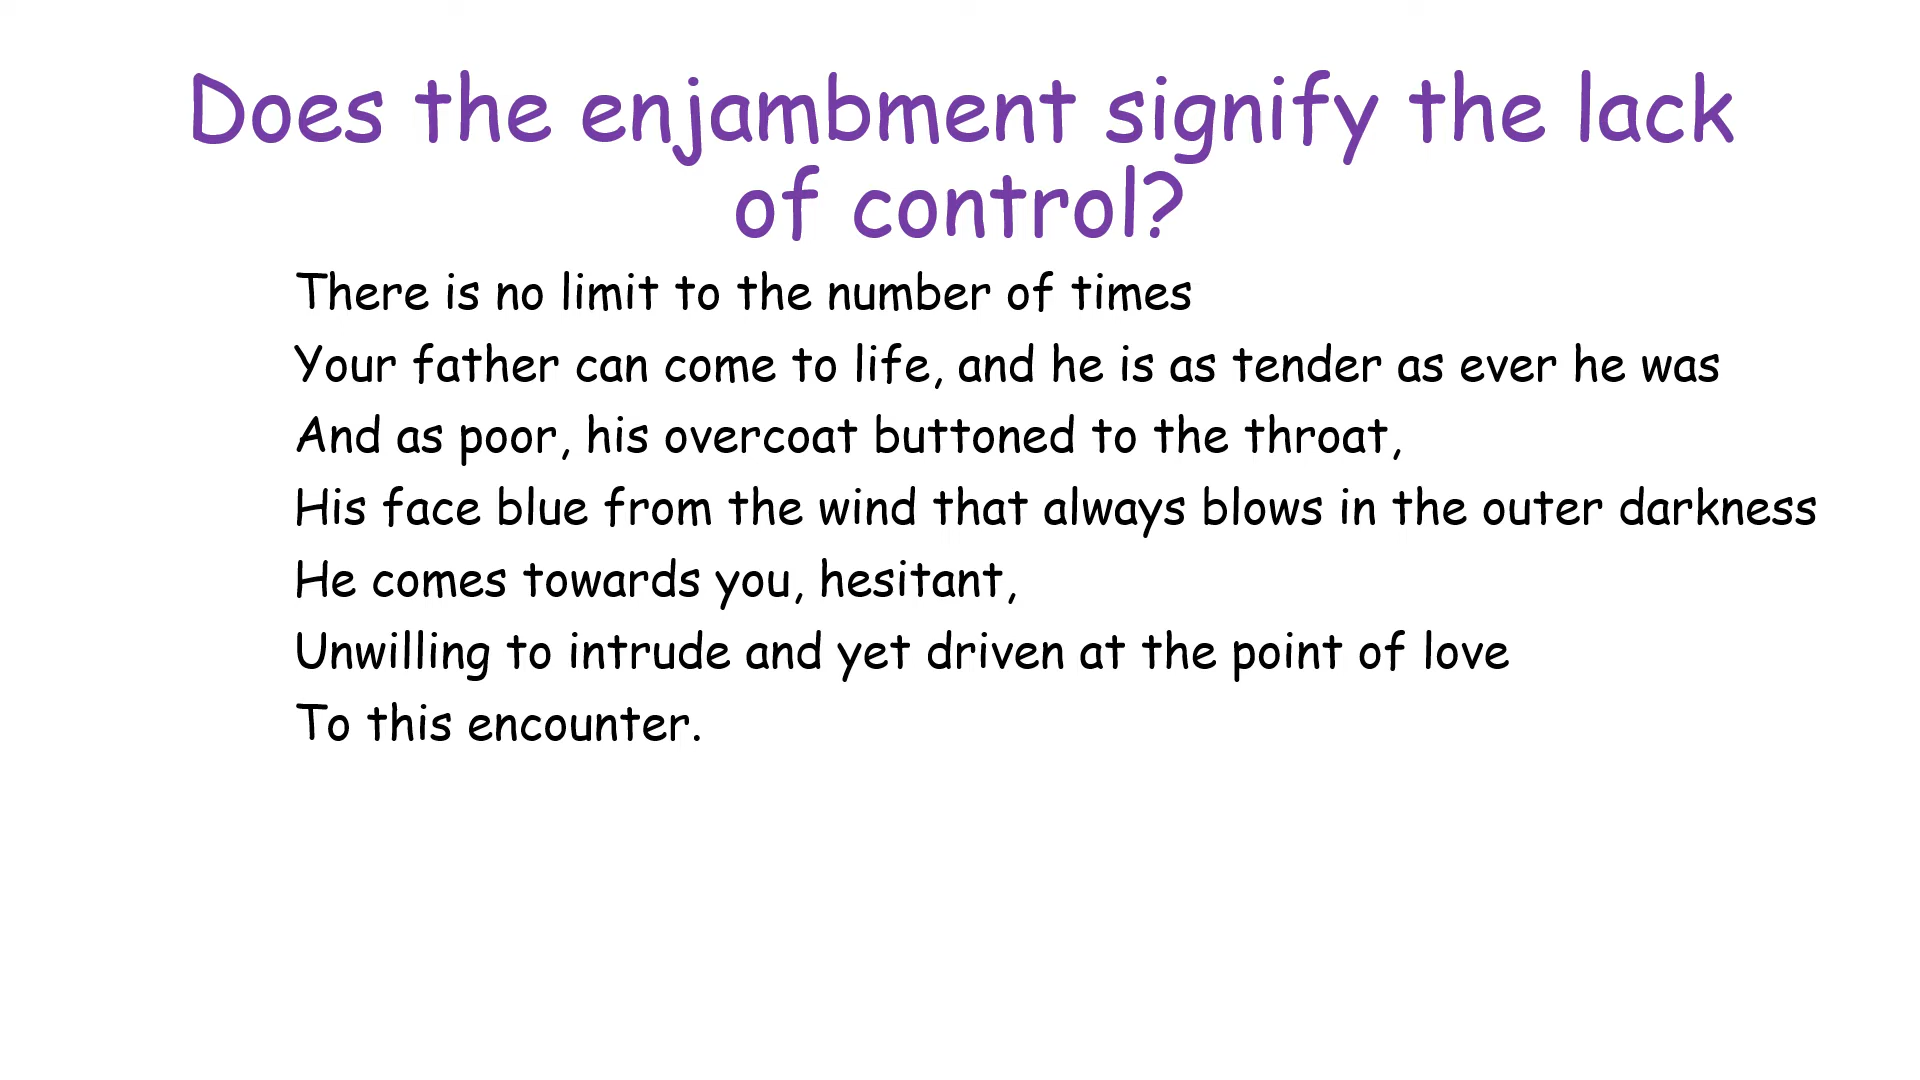 Does the enjambment signify the lack
of control?
There is no limit to the number of times
Your father can come to life, and he is as tender as ever he was
And as poor, his overcoat buttoned to the throat,
His face blue from the wind that always blows in the outer darkness
He comes towards you, hesitant,
Unwilling to intrude and yet driven at the point of love
To this encounter.